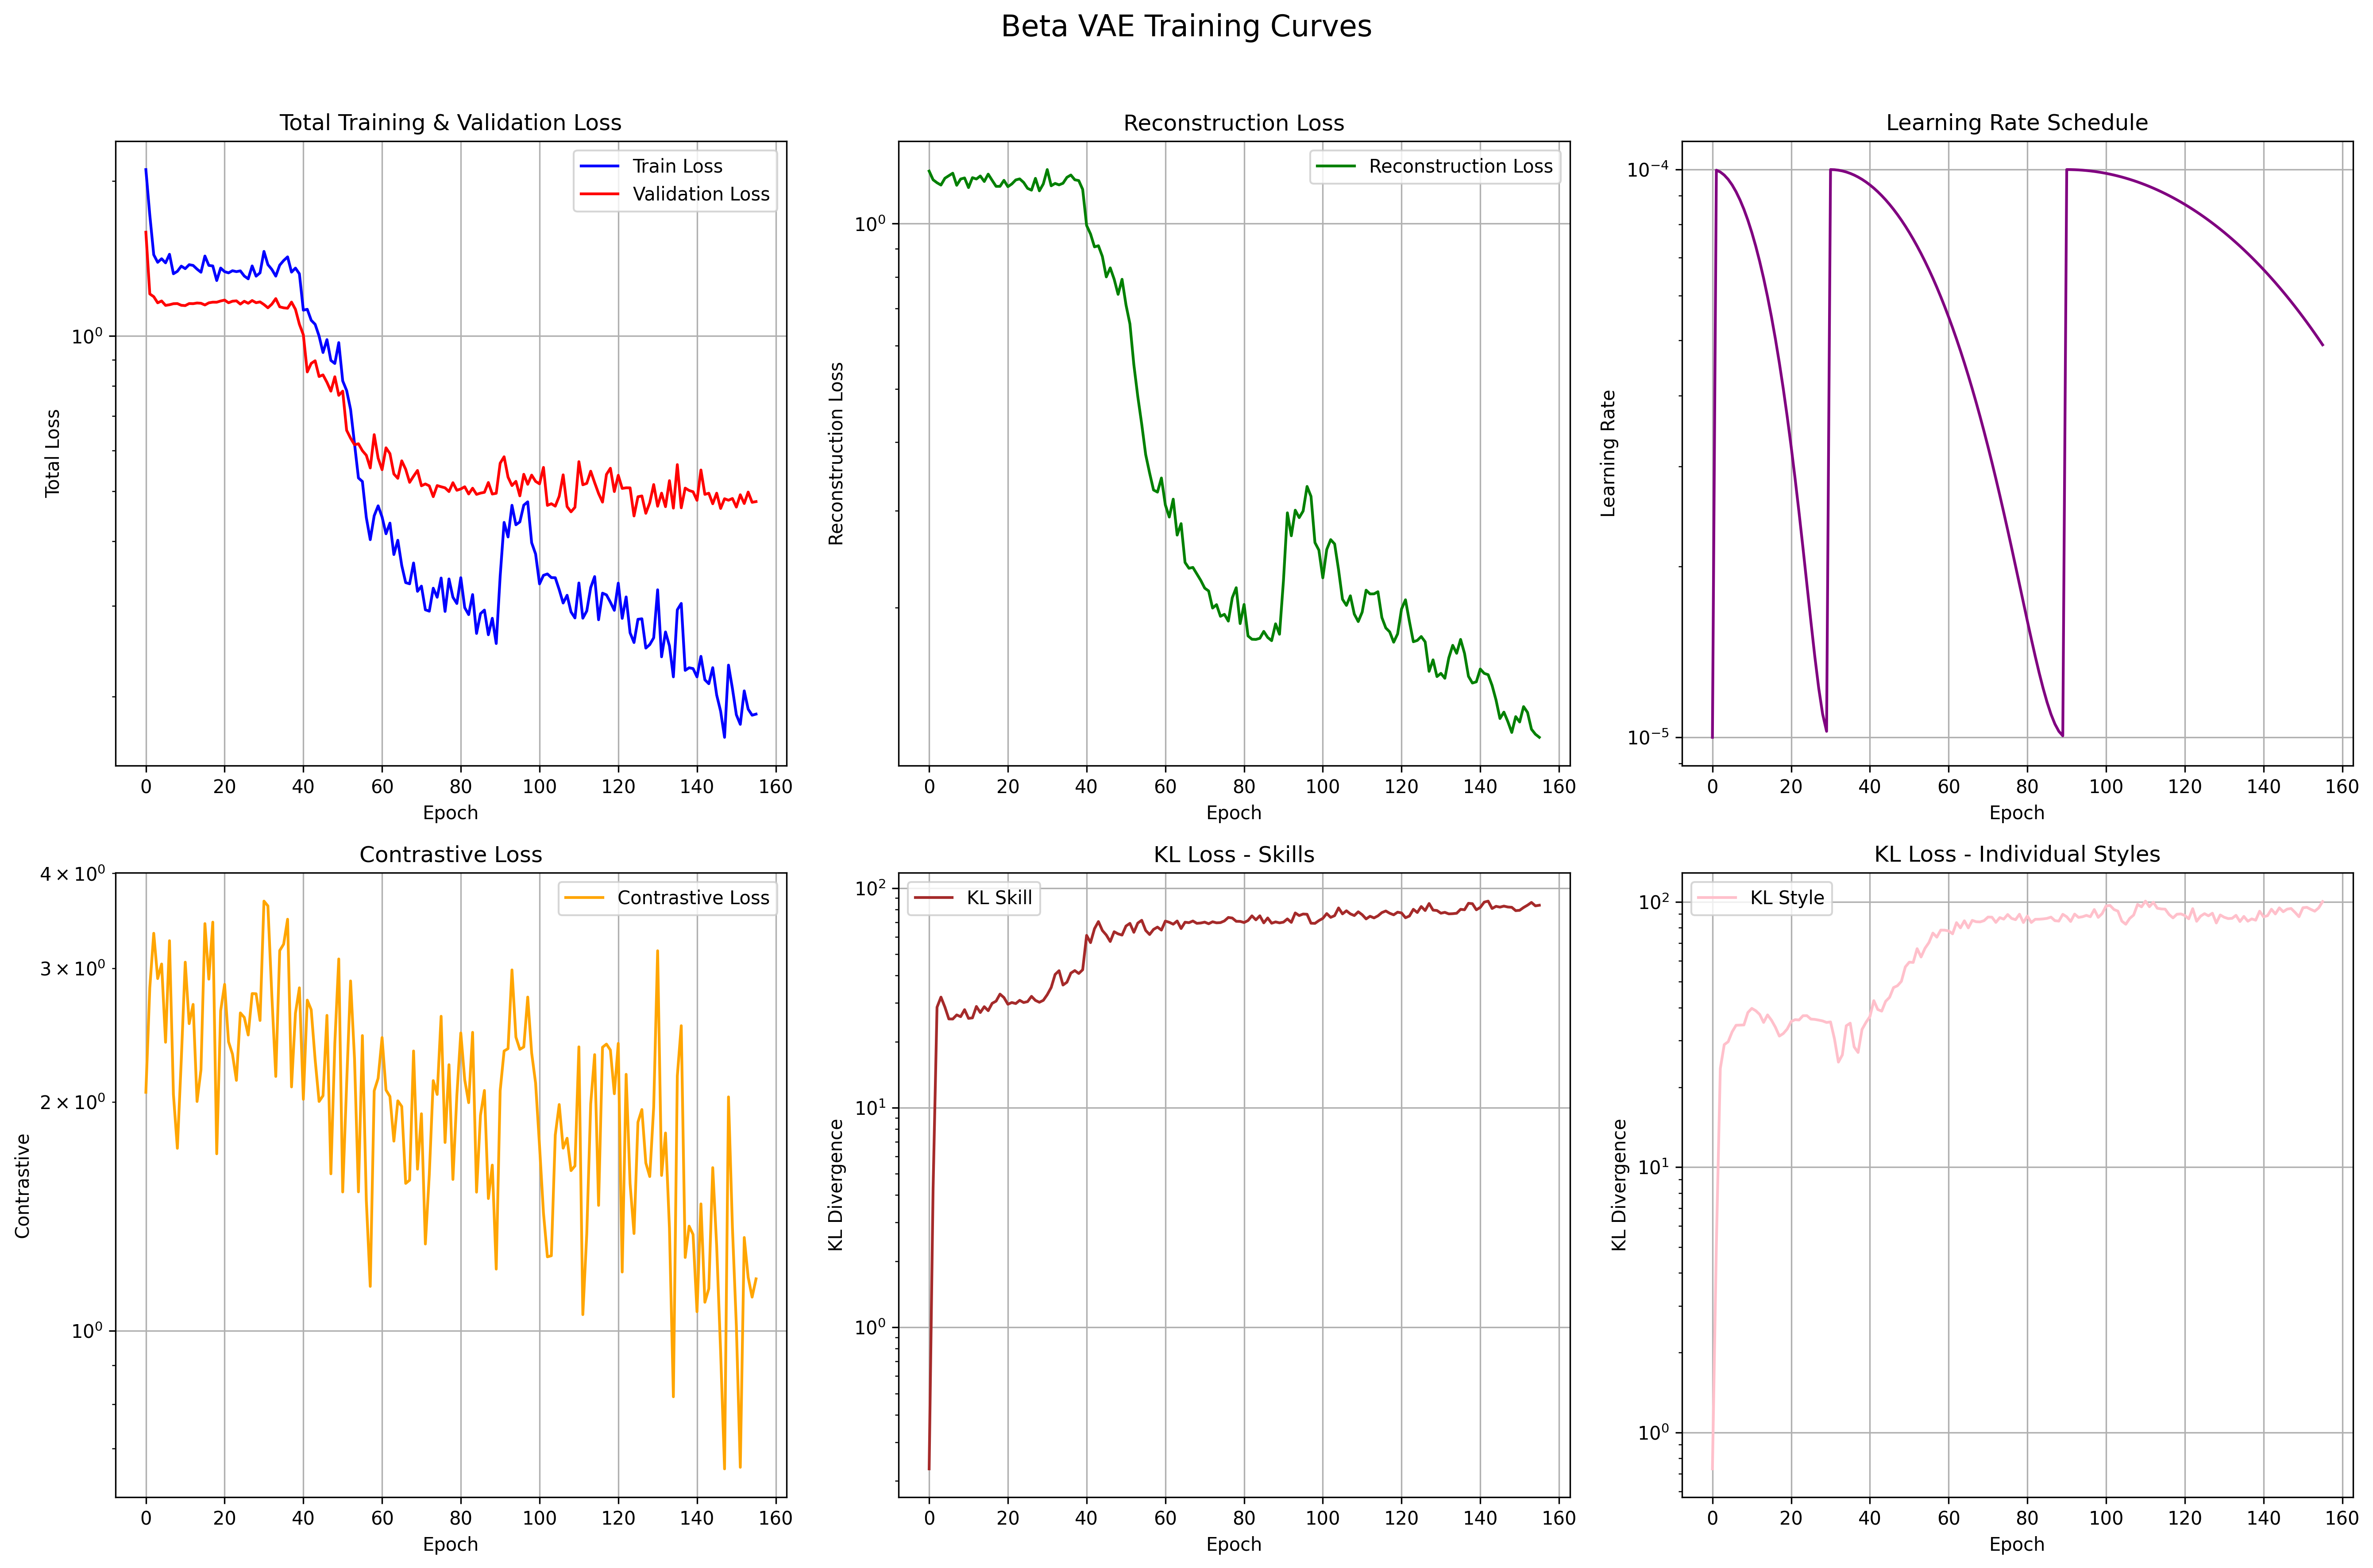 Beta VAE Training Curves
Total Training & Validation Loss
Train Loss
Validation Loss
Total Loss
10⁰
0 20 40 60 80 100 120 140 160
Epoch
Reconstruction Loss
Reconstruction Loss
Reconstruction Loss
10⁰
0 20 40 60 80 100 120 140 160
Epoch
Learning Rate Schedule
Learning Rate
10⁻⁴
10⁻⁵
0 20 40 60 80 100 120 140 160
Epoch
Contrastive Loss
Contrastive Loss
Contrastive
4 × 10⁰
3 × 10⁰
2 × 10⁰
10⁰
0 20 40 60 80 100 120 140 160
Epoch
KL Loss - Skills
KL Skill
KL Divergence
10²
10¹
10⁰
0 20 40 60 80 100 120 140 160
Epoch
KL Loss - Individual Styles
KL Style
KL Divergence
10²
10¹
10⁰
0 20 40 60 80 100 120 140 160
Epoch